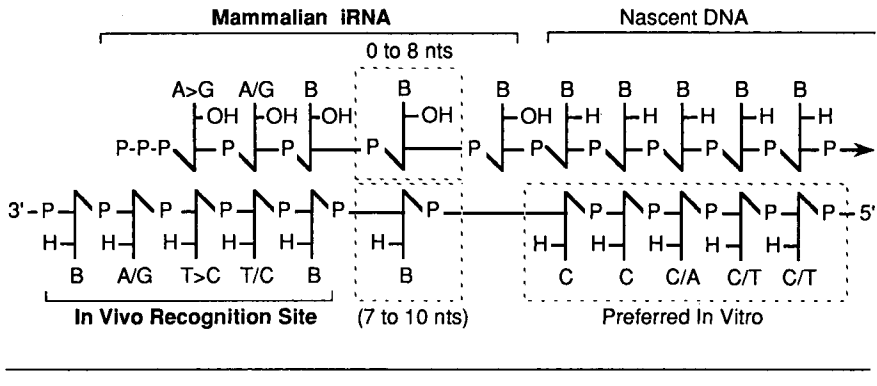 Mammalian iRNA Nascent DNA
0 to 8 nts
A>G A/G B B B B B B B B
OH OH OH OH OH H H H H H
P-P-P P P P P P P P P P P
3'-P P P P P P P P P P P-5'
H H H H H H H H H H H
B A/G T>C T/C B B C C C/A C/T C/T
In Vivo Recognition Site (7 to 10 nts) Preferred In Vitro